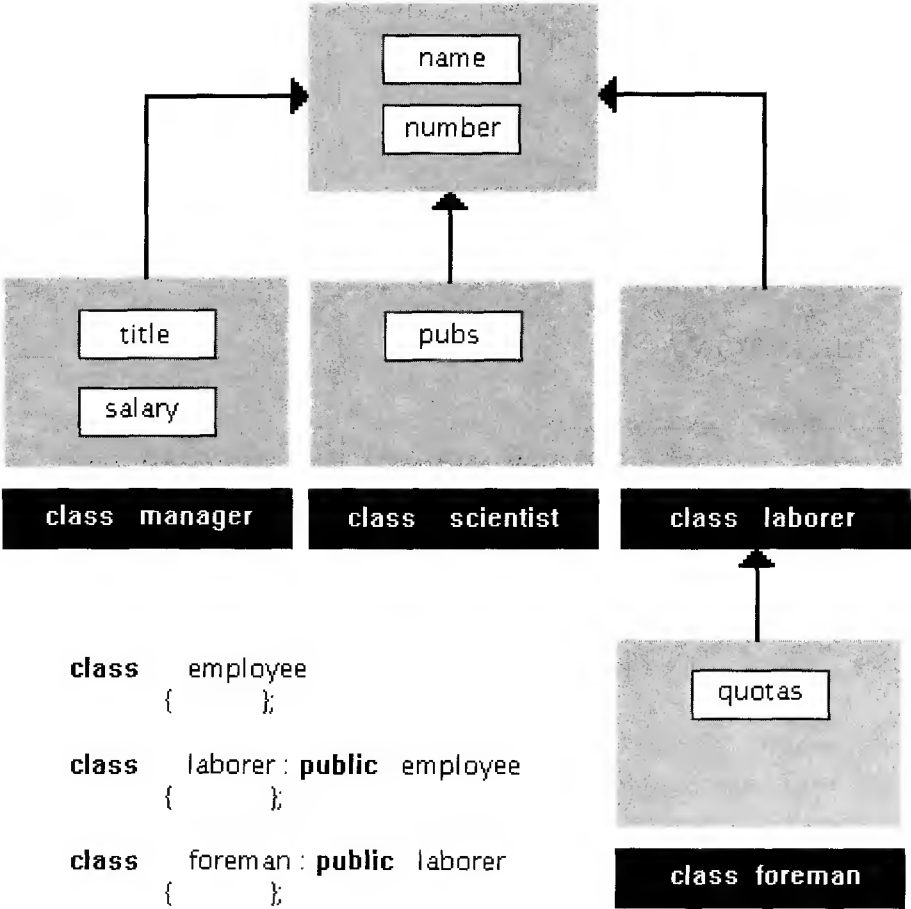 name
number
title
salary
pubs
class manager
class scientist
class laborer
class employee
{ };
class laborer : public employee
{ };
class foreman : public laborer
{ };
quotas
class foreman